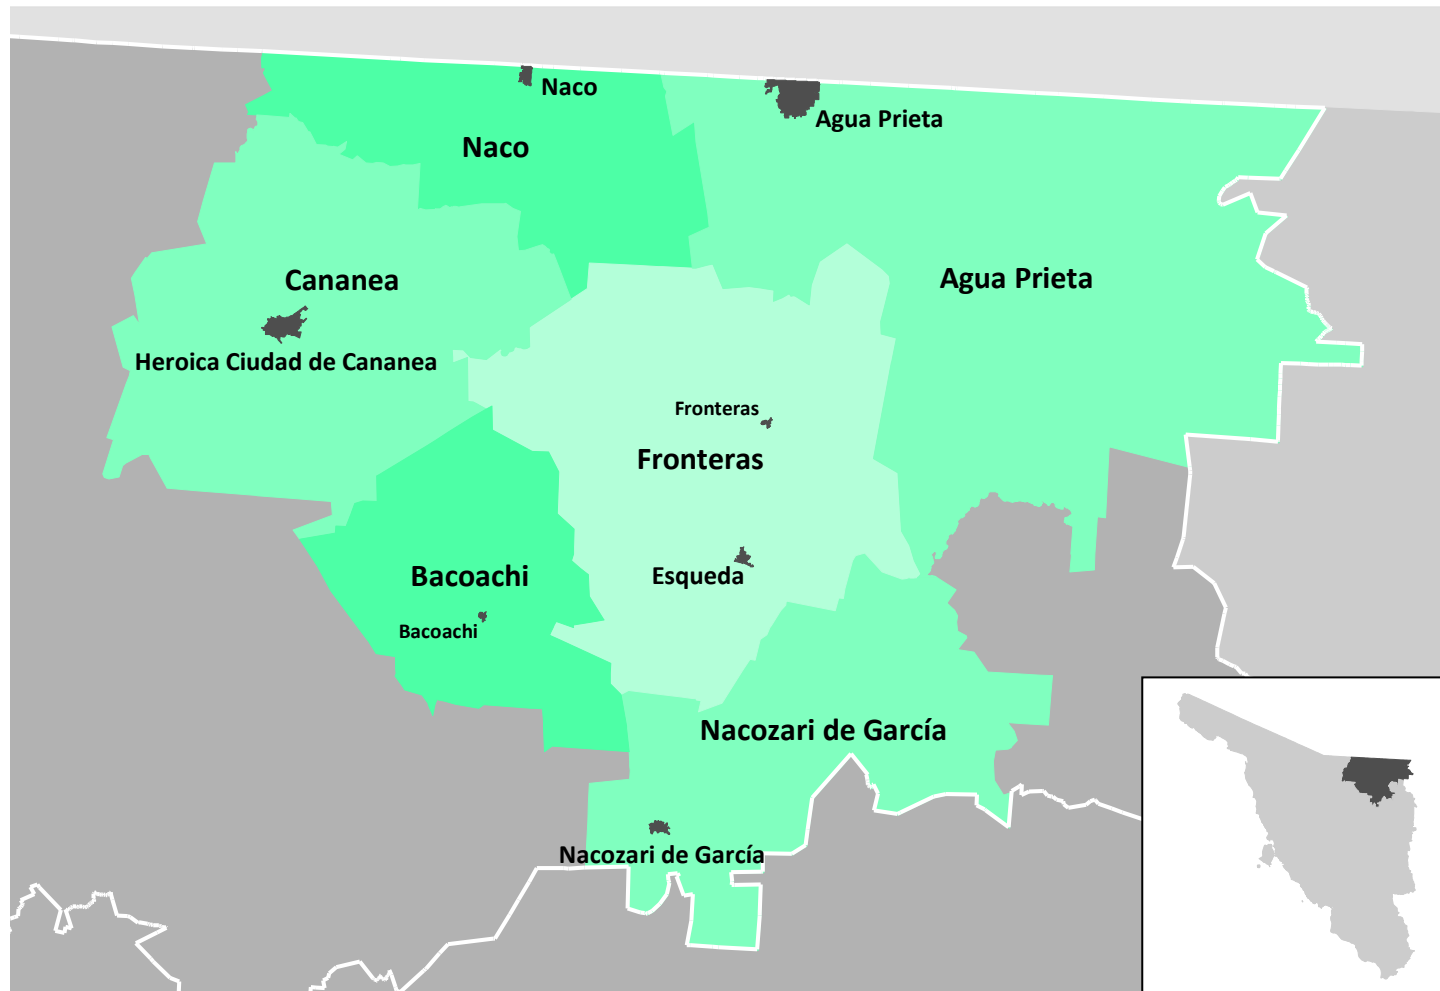 Naco
Agua Prieta
Naco
Cananea
Agua Prieta
Heroica Ciudad de Cananea
Fronteras
Fronteras
Bacoachi
Esqueda
Bacoachi
Nacozari de García
Nacozari de García